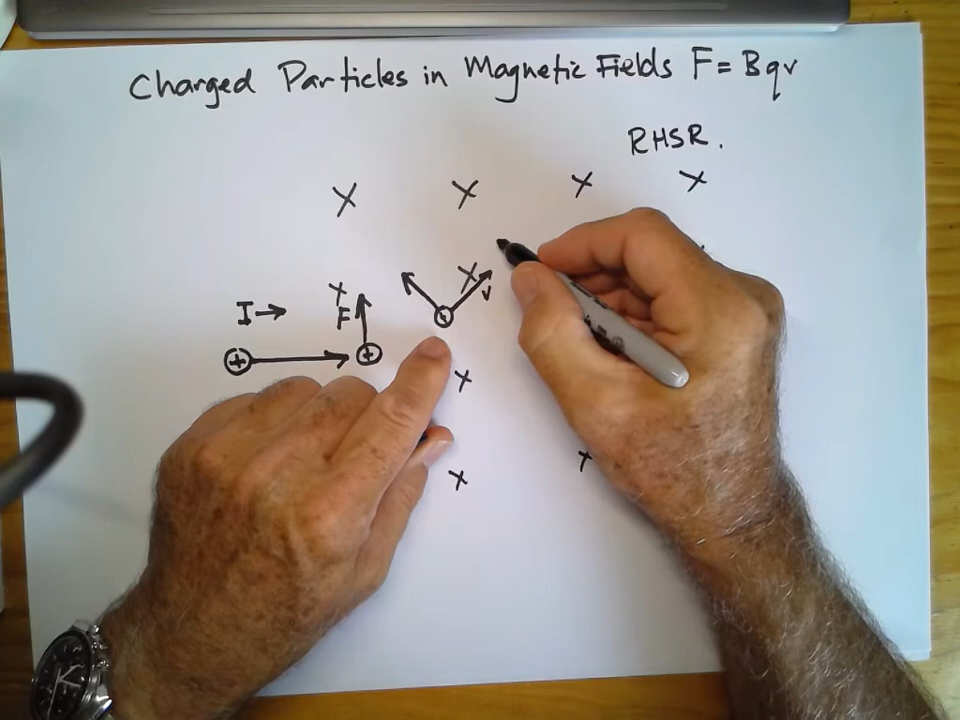 Charged Particles in Magnetic Fields F = Bqv
RHSR.
X X X X
X X
I→ F v
+ + +
x
x x